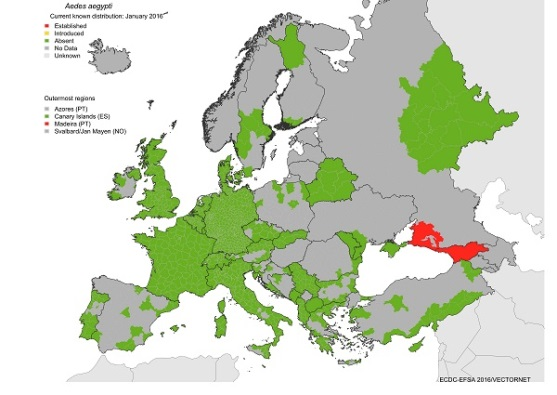 Aedes aegypti
Current known distribution: January 2016
Established
Introduced
Absent
No Data
Unknown
Outermost regions
Azores (PT)
Canary Islands (ES)
Madeira (PT)
Svalbard/Jan Mayen (NO)
ECDC-EFSA 2016/VECTORNET